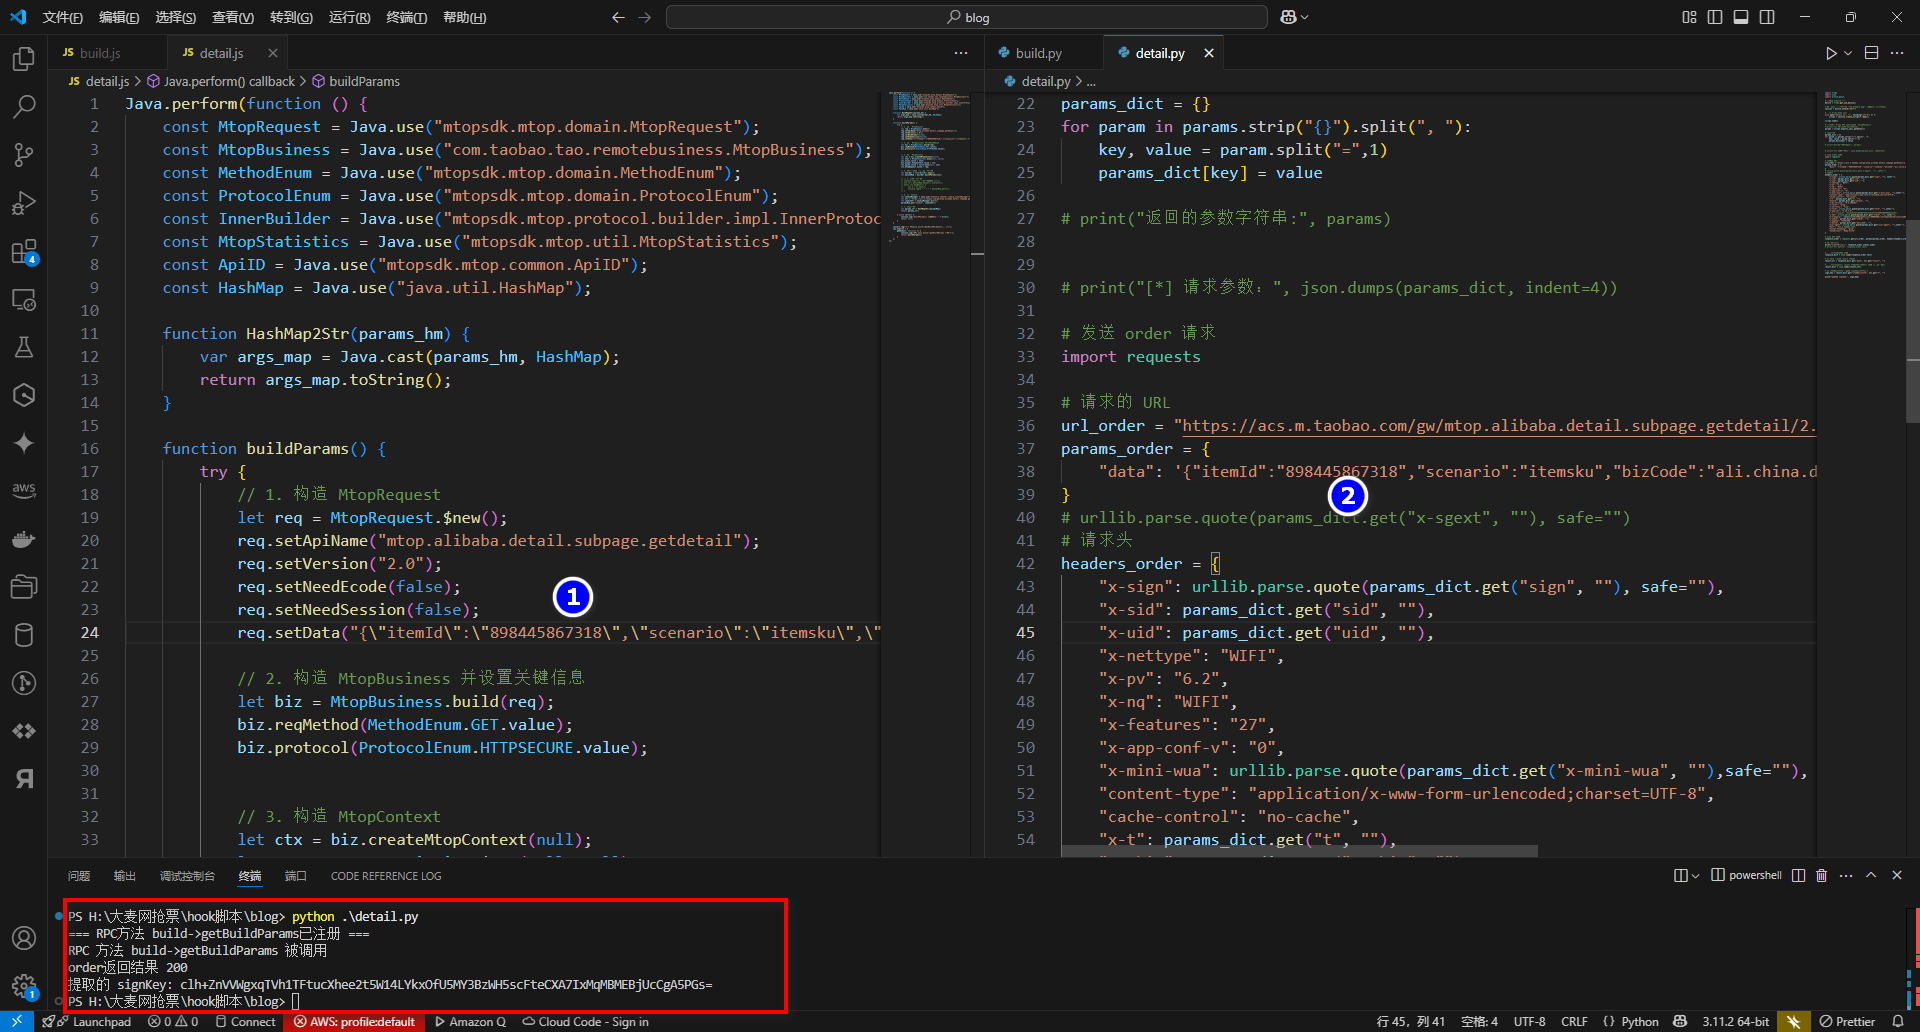 文件(F) 编辑(E) 选择(S) 查看(V) 转到(G) 运行(R) 终端(T) 帮助(H)
blog
JS build.js
JS detail.js
build.py
detail.py
JS detail.js > Java.perform() callback > buildParams
detail.py > ...
1 Java.perform(function () {
2 const MtopRequest = Java.use("mtopsdk.mtop.domain.MtopRequest");
3 const MtopBusiness = Java.use("com.taobao.tao.remotebusiness.MtopBusiness");
4 const MethodEnum = Java.use("mtopsdk.mtop.domain.MethodEnum");
5 const ProtocolEnum = Java.use("mtopsdk.mtop.domain.ProtocolEnum");
6 const InnerBuilder = Java.use("mtopsdk.mtop.protocol.builder.impl.InnerProtoc
7 const MtopStatistics = Java.use("mtopsdk.mtop.util.MtopStatistics");
8 const ApiID = Java.use("mtopsdk.mtop.common.ApiID");
9 const HashMap = Java.use("java.util.HashMap");
10
11 function HashMap2Str(params_hm) {
12 var args_map = Java.cast(params_hm, HashMap);
13 return args_map.toString();
14 }
15
16 function buildParams() {
17 try {
18 // 1. 构造 MtopRequest
19 let req = MtopRequest.$new();
20 req.setApiName("mtop.alibaba.detail.subpage.getdetail");
21 req.setVersion("2.0");
22 req.setNeedEcode(false);
23 req.setNeedSession(false);
24 req.setData("{\"itemId\":\"898445867318\",\"scenario\":\"itemsku\",\"
25
26 // 2. 构造 MtopBusiness 并设置关键信息
27 let biz = MtopBusiness.build(req);
28 biz.reqMethod(MethodEnum.GET.value);
29 biz.protocol(ProtocolEnum.HTTPSECURE.value);
30
31
32 // 3. 构造 MtopContext
33 let ctx = biz.createMtopContext(null);
1
22 params_dict = {}
23 for param in params.strip("{}").split(", "):
24 key, value = param.split("=",1)
25 params_dict[key] = value
26
27 # print("返回的参数字符串:", params)
28
29
30 # print("[*] 请求参数：", json.dumps(params_dict, indent=4))
31
32 # 发送 order 请求
33 import requests
34
35 # 请求的 URL
36 url_order = "https://acs.m.taobao.com/gw/mtop.alibaba.detail.subpage.getdetail/2.
37 params_order = {
38 "data": '{"itemId":"898445867318","scenario":"itemsku","bizCode":"ali.china.d
39 }
40 # urllib.parse.quote(params_dict.get("x-sgext", ""), safe="")
41 # 请求头
42 headers_order = {
43 "x-sign": urllib.parse.quote(params_dict.get("sign", ""), safe=""),
44 "x-sid": params_dict.get("sid", ""),
45 "x-uid": params_dict.get("uid", ""),
46 "x-nettype": "WIFI",
47 "x-pv": "6.2",
48 "x-nq": "WIFI",
49 "x-features": "27",
50 "x-app-conf-v": "0",
51 "x-mini-wua": urllib.parse.quote(params_dict.get("x-mini-wua", ""),safe=""),
52 "content-type": "application/x-www-form-urlencoded;charset=UTF-8",
53 "cache-control": "no-cache",
54 "x-t": params_dict.get("t", ""),
2
aws
4
1
问题 输出 调试控制台 终端 端口 CODE REFERENCE LOG
powershell
PS H:\大麦网抢票\hook脚本\blog> python .\detail.py
=== RPC方法 build->getBuildParams已注册 ===
RPC 方法 build->getBuildParams 被调用
order返回结果 200
提取的 signKey: clh+ZnVVWgxqTVh1TFtucXhee2t5W14LYkxOfU5MY3BzWH5scFteCXA7IxMqMBMEBjUcCgA5PGs=
PS H:\大麦网抢票\hook脚本\blog>
Launchpad 0 0 Connect AWS: profile:default Amazon Q Cloud Code - Sign in
行 45，列 41 空格: 4 UTF-8 CRLF {} Python 3.11.2 64-bit Prettier